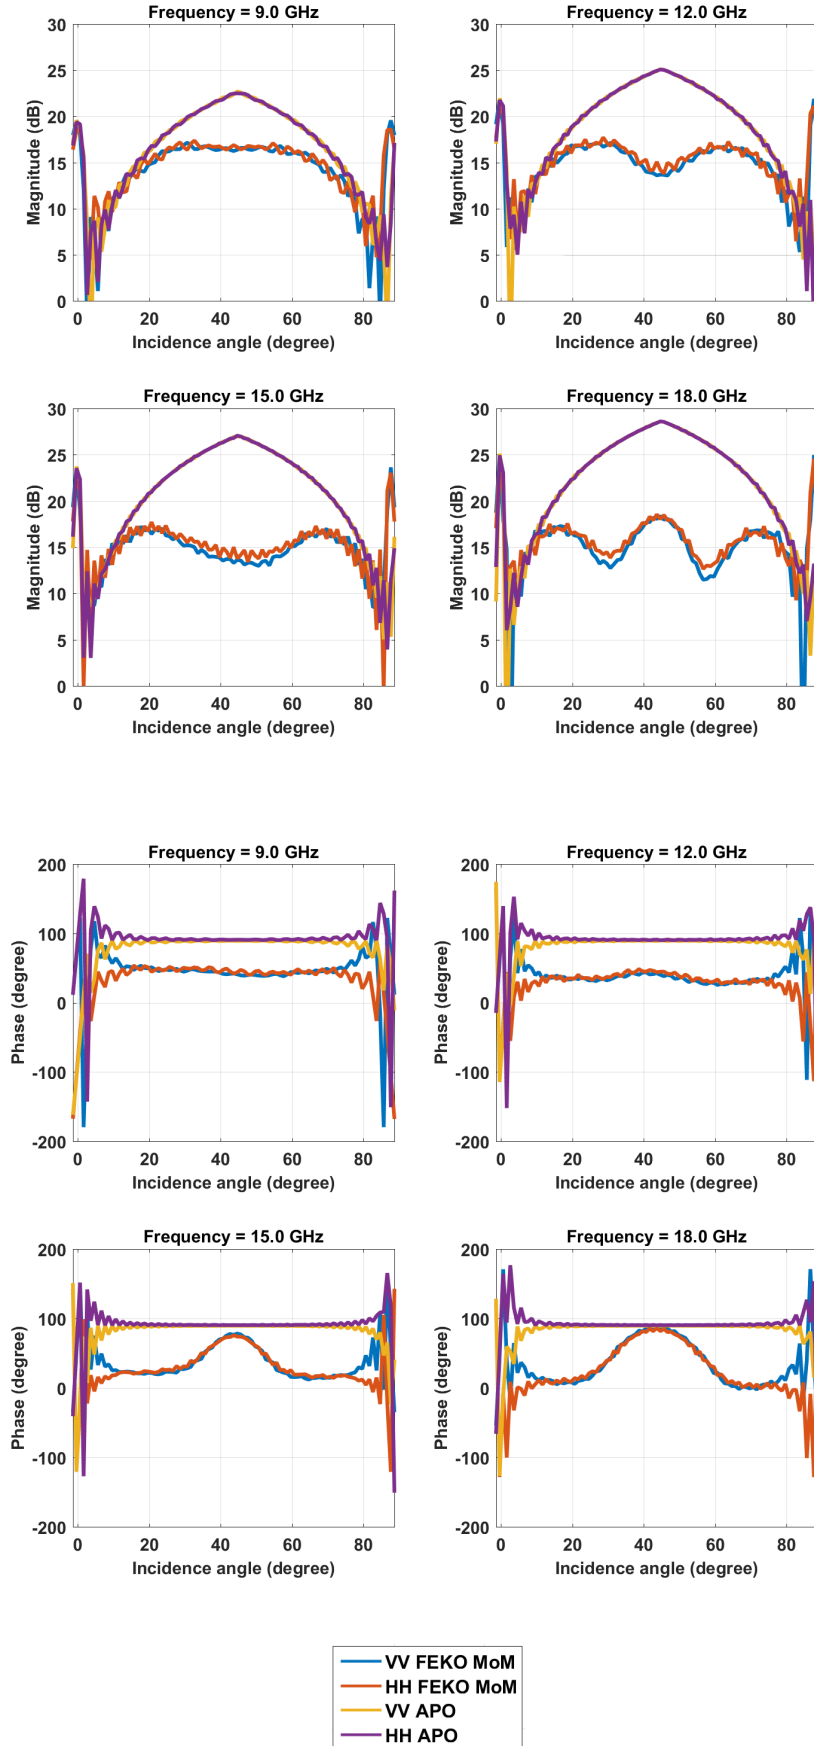 Frequency = 9.0 GHz
Magnitude (dB)
30
25
20
15
10
5
0
0 20 40 60 80
Incidence angle (degree)
Frequency = 12.0 GHz
Magnitude (dB)
30
25
20
15
10
5
0
0 20 40 60 80
Incidence angle (degree)
Frequency = 15.0 GHz
Magnitude (dB)
30
25
20
15
10
5
0
0 20 40 60 80
Incidence angle (degree)
Frequency = 18.0 GHz
Magnitude (dB)
30
25
20
15
10
5
0
0 20 40 60 80
Incidence angle (degree)
Frequency = 9.0 GHz
Phase (degree)
200
100
0
-100
-200
0 20 40 60 80
Incidence angle (degree)
Frequency = 12.0 GHz
Phase (degree)
200
100
0
-100
-200
0 20 40 60 80
Incidence angle (degree)
Frequency = 15.0 GHz
Phase (degree)
200
100
0
-100
-200
0 20 40 60 80
Incidence angle (degree)
Frequency = 18.0 GHz
Phase (degree)
200
100
0
-100
-200
0 20 40 60 80
Incidence angle (degree)
VV FEKO MoM
HH FEKO MoM
VV APO
HH APO